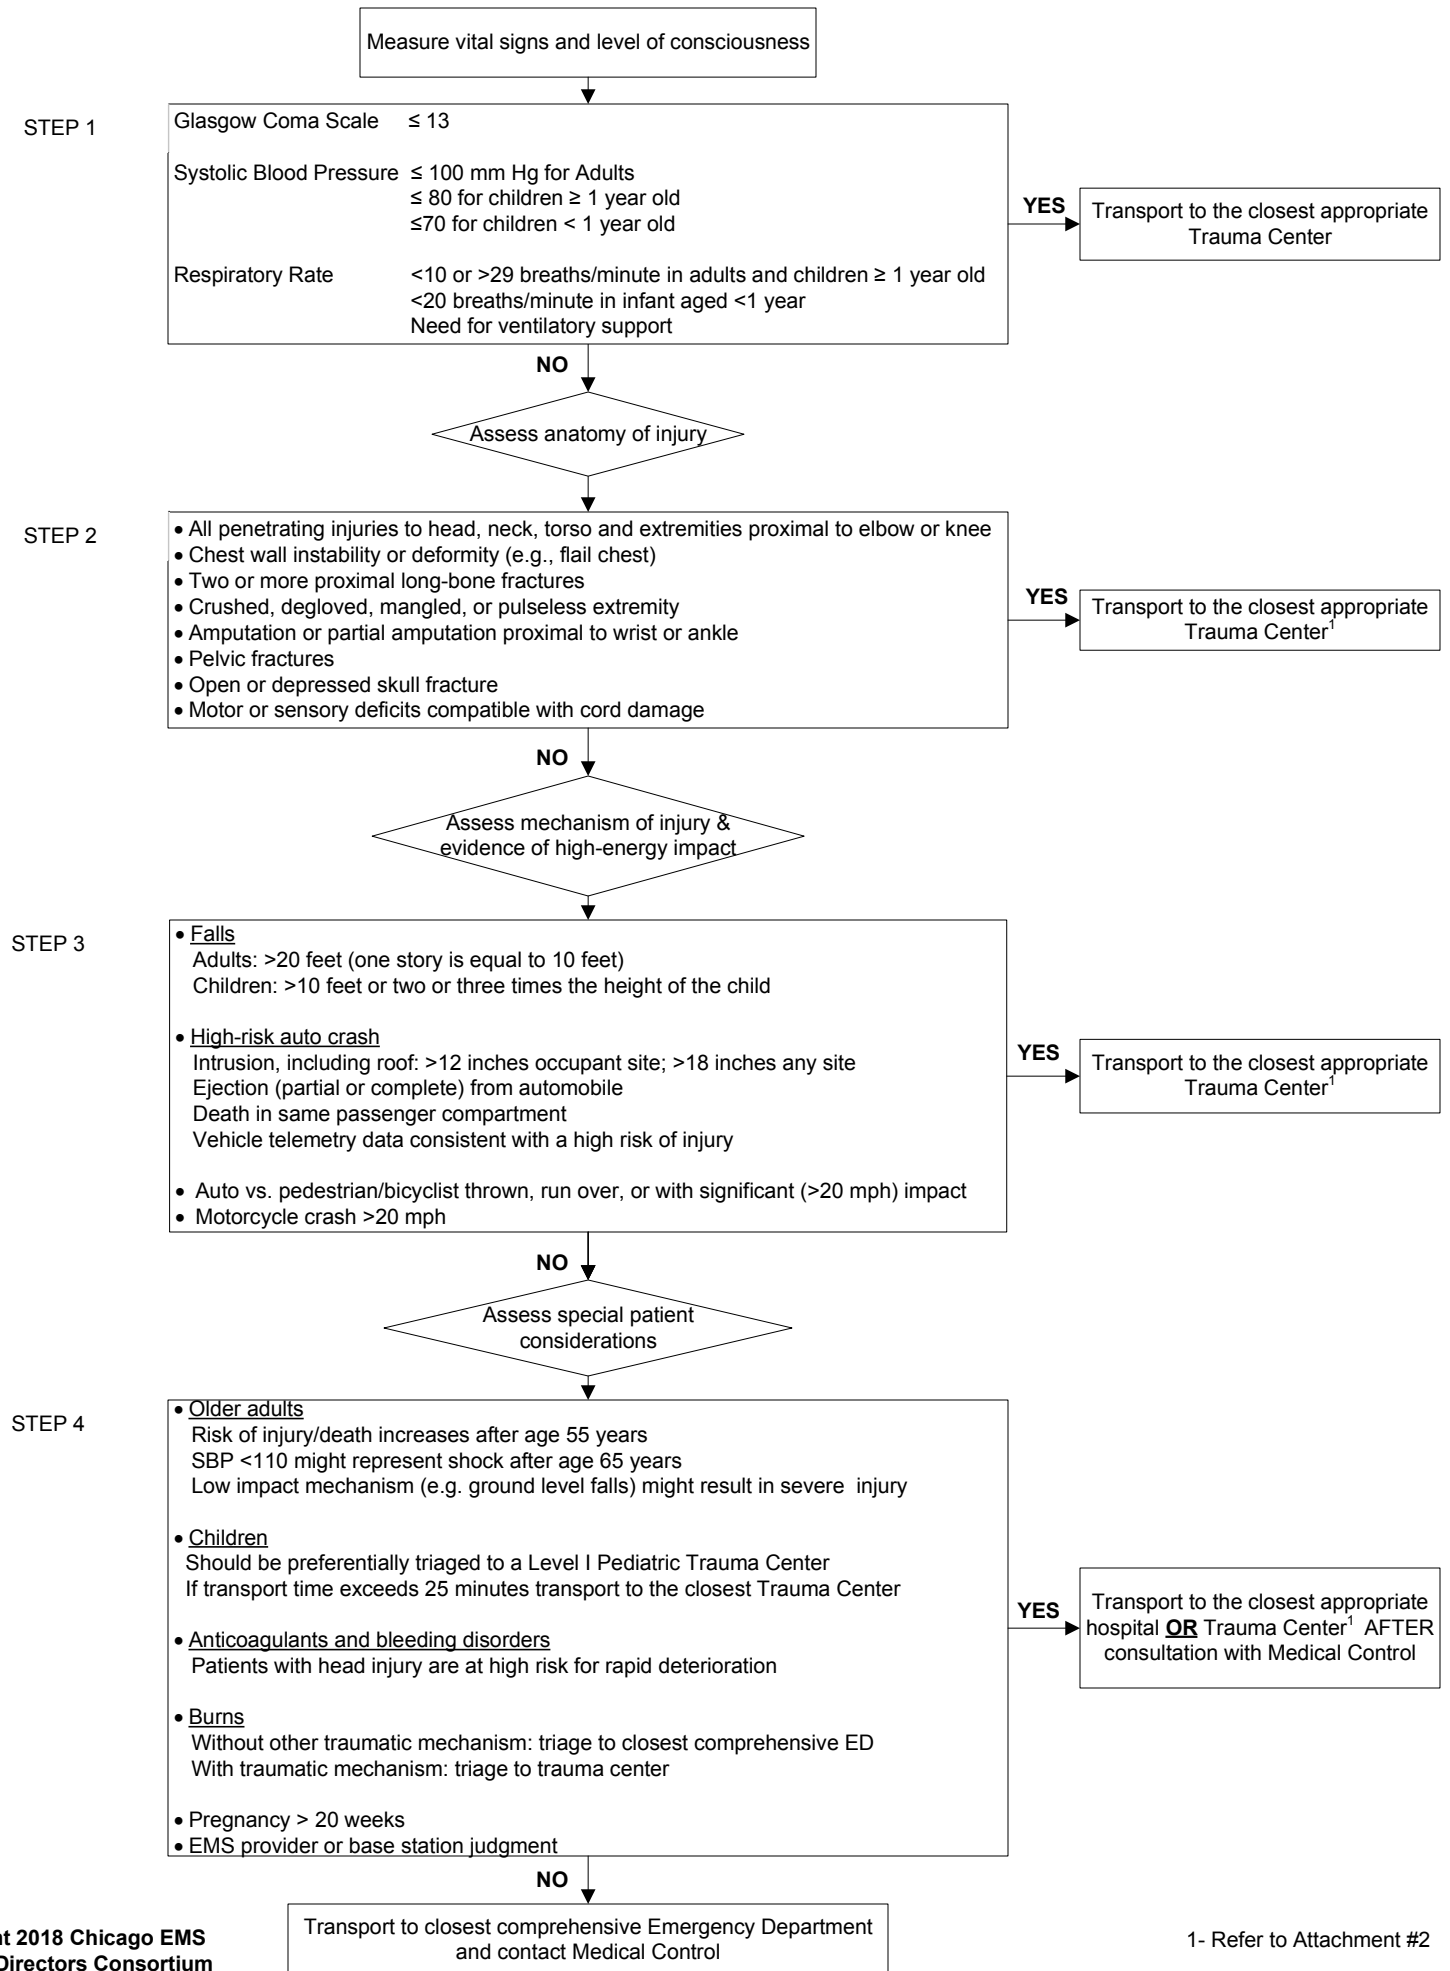 Measure vital signs and level of consciousness
STEP 1
Glasgow Coma Scale ≤ 13
Systolic Blood Pressure ≤ 100 mm Hg for Adults
≤ 80 for children ≥ 1 year old
≤70 for children < 1 year old
Respiratory Rate <10 or >29 breaths/minute in adults and children ≥ 1 year old
<20 breaths/minute in infant aged <1 year
Need for ventilatory support
YES
Transport to the closest appropriate
Trauma Center
NO
Assess anatomy of injury
STEP 2
• All penetrating injuries to head, neck, torso and extremities proximal to elbow or knee
• Chest wall instability or deformity (e.g., flail chest)
• Two or more proximal long-bone fractures
• Crushed, degloved, mangled, or pulseless extremity
• Amputation or partial amputation proximal to wrist or ankle
• Pelvic fractures
• Open or depressed skull fracture
• Motor or sensory deficits compatible with cord damage
YES
Transport to the closest appropriate
Trauma Center¹
NO
Assess mechanism of injury &
evidence of high-energy impact
STEP 3
• Falls
Adults: >20 feet (one story is equal to 10 feet)
Children: >10 feet or two or three times the height of the child
• High-risk auto crash
Intrusion, including roof: >12 inches occupant site; >18 inches any site
Ejection (partial or complete) from automobile
Death in same passenger compartment
Vehicle telemetry data consistent with a high risk of injury
• Auto vs. pedestrian/bicyclist thrown, run over, or with significant (>20 mph) impact
• Motorcycle crash >20 mph
YES
Transport to the closest appropriate
Trauma Center¹
NO
Assess special patient
considerations
STEP 4
• Older adults
Risk of injury/death increases after age 55 years
SBP <110 might represent shock after age 65 years
Low impact mechanism (e.g. ground level falls) might result in severe injury
• Children
Should be preferentially triaged to a Level I Pediatric Trauma Center
If transport time exceeds 25 minutes transport to the closest Trauma Center
• Anticoagulants and bleeding disorders
Patients with head injury are at high risk for rapid deterioration
• Burns
Without other traumatic mechanism: triage to closest comprehensive ED
With traumatic mechanism: triage to trauma center
• Pregnancy > 20 weeks
• EMS provider or base station judgment
YES
Transport to the closest appropriate
hospital OR Trauma Center¹ AFTER
consultation with Medical Control
NO
Transport to closest comprehensive Emergency Department
and contact Medical Control
2018 Chicago EMS
Directors Consortium
1- Refer to Attachment #2